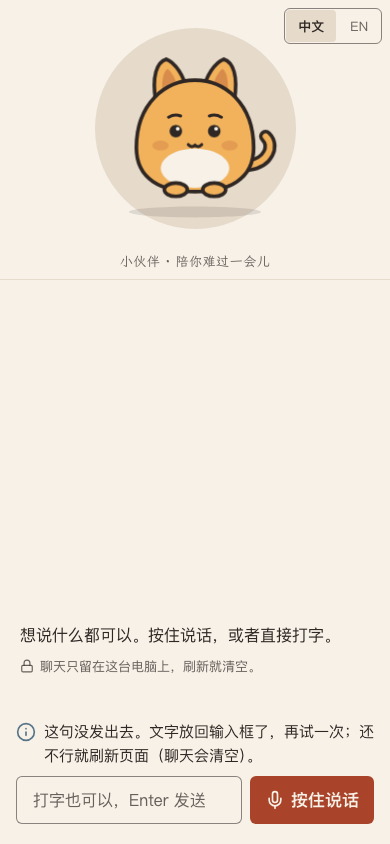 中文 EN
小伙伴・陪你难过一会儿
想说什么都可以。按住说话，或者直接打字。
聊天只留在这台电脑上，刷新就清空。
这句没发出去。文字放回输入框了，再试一次；还
不行就刷新页面（聊天会清空）。
打字也可以，Enter 发送
按住说话